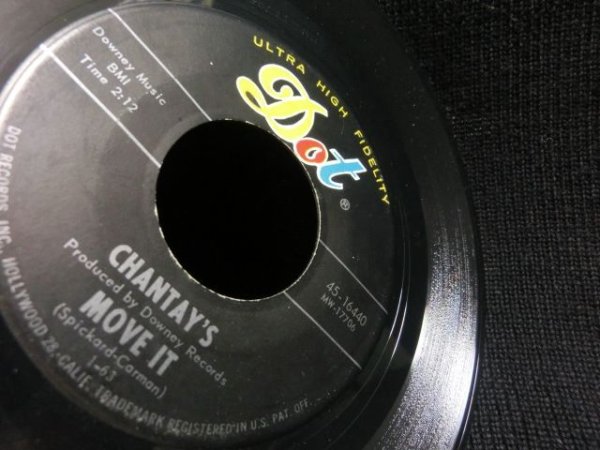 ULTRA HIGH FIDELITY
Dot
®
Downey Music
BMI
Time 2:12
45-16440
MW-17706
CHANTAY'S
Produced by Downey Records
MOVE IT
(Spickard-Carman)
1-63
DOT RECORDS, INC. HOLLYWOOD 28, CALIF. TRADEMARK REGISTERED IN U.S. PAT. OFF.